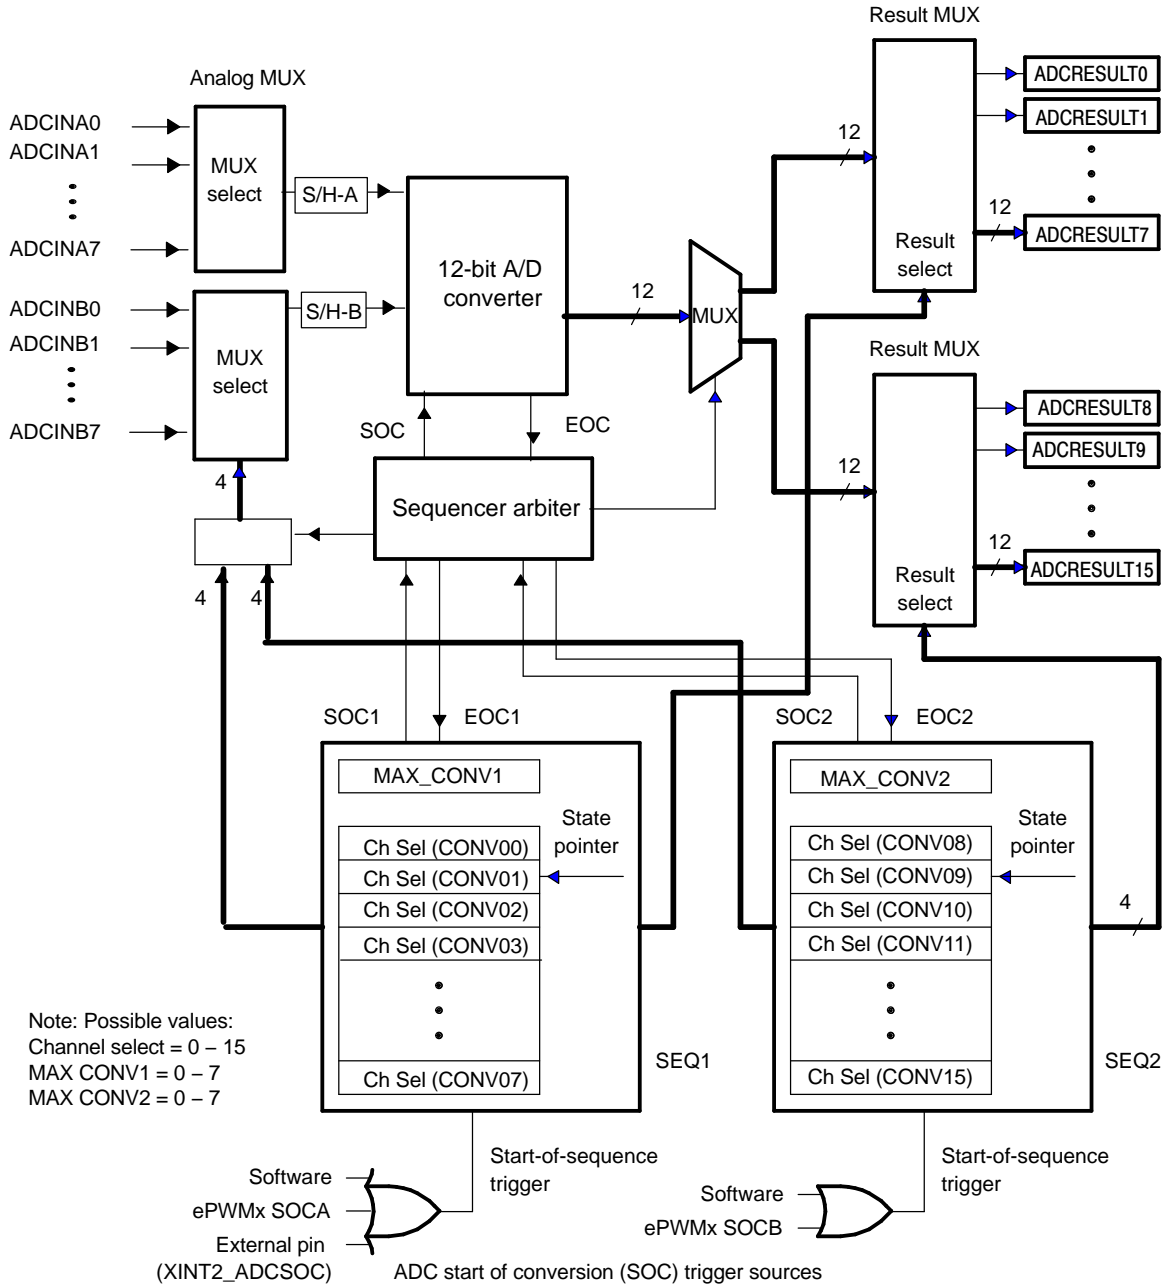 Result MUX
ADCRESULT0
ADCRESULT1
12
12
ADCRESULT7
Result
select
Analog MUX
ADCINA0
ADCINA1
ADCINA7
MUX
select
S/H-A
12-bit A/D
converter
ADCINB0
ADCINB1
ADCINB7
MUX
select
S/H-B
12
MUX
Result MUX
ADCRESULT8
ADCRESULT9
12
12
ADCRESULT15
Result
select
SOC
EOC
4
Sequencer arbiter
4
4
SOC1
EOC1
SOC2
EOC2
MAX_CONV1
Ch Sel (CONV00)
Ch Sel (CONV01)
Ch Sel (CONV02)
Ch Sel (CONV03)
Ch Sel (CONV07)
State
pointer
SEQ1
MAX_CONV2
Ch Sel (CONV08)
Ch Sel (CONV09)
Ch Sel (CONV10)
Ch Sel (CONV11)
Ch Sel (CONV15)
State
pointer
4
SEQ2
Note: Possible values:
Channel select = 0 – 15
MAX CONV1 = 0 – 7
MAX CONV2 = 0 – 7
Start-of-sequence
trigger
Software
ePWMx SOCA
External pin
(XINT2_ADCSOC)
Start-of-sequence
trigger
Software
ePWMx SOCB
ADC start of conversion (SOC) trigger sources